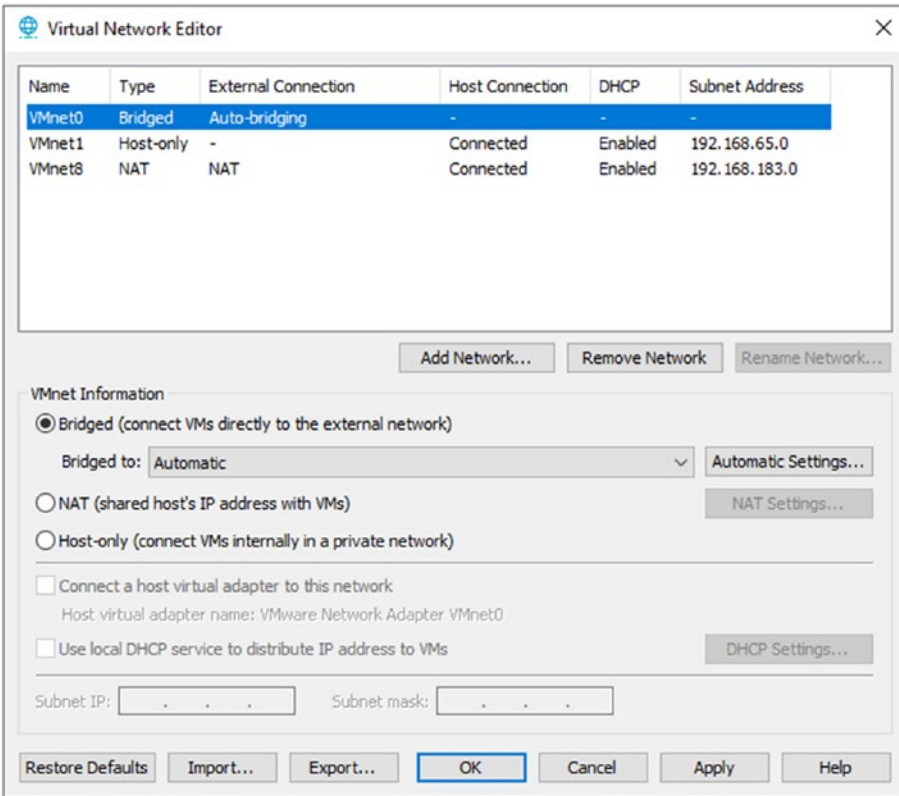 Virtual Network Editor
Name Type External Connection Host Connection DHCP Subnet Address
VMnet0 Bridged Auto-bridging - - -
VMnet1 Host-only - Connected Enabled 192.168.65.0
VMnet8 NAT NAT Connected Enabled 192.168.183.0
Add Network... Remove Network Rename Network...
VMnet Information
Bridged (connect VMs directly to the external network)
Bridged to: Automatic Automatic Settings...
NAT (shared host's IP address with VMs) NAT Settings...
Host-only (connect VMs internally in a private network)
Connect a host virtual adapter to this network
Host virtual adapter name: VMware Network Adapter VMnet0
Use local DHCP service to distribute IP address to VMs DHCP Settings...
Subnet IP: . . . Subnet mask: . . .
Restore Defaults Import... Export... OK Cancel Apply Help